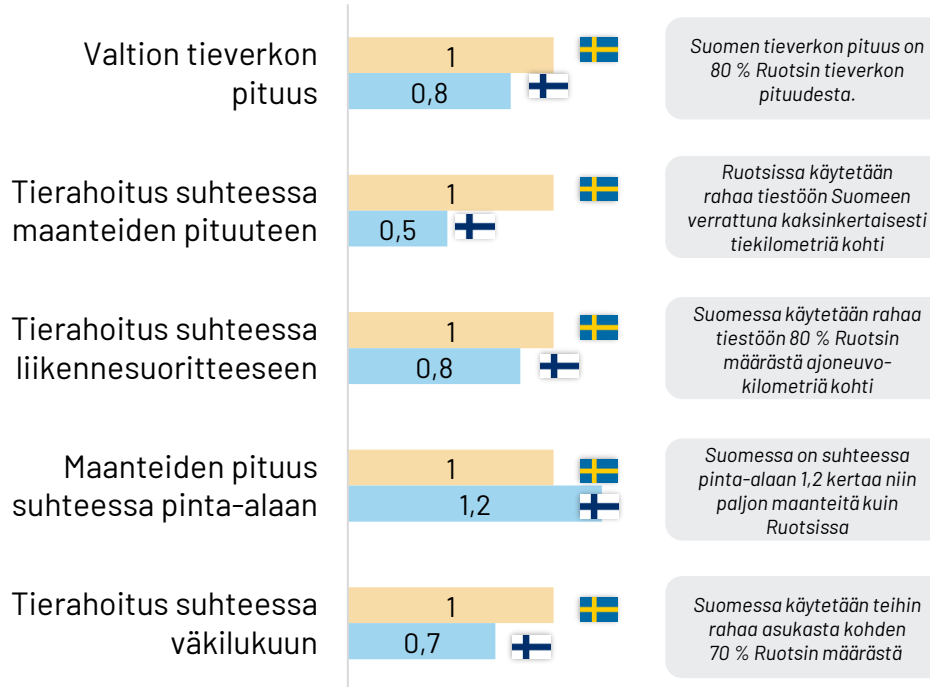 Valtion tieverkon
pituus
1
0,8
Suomen tieverkon pituus on
80 % Ruotsin tieverkon
pituudesta.
Tierahoitus suhteessa
maanteiden pituuteen
1
0,5
Ruotsissa käytetään
rahaa tiestöön Suomeen
verrattuna kaksinkertaisesti
tiekilometriä kohti
Tierahoitus suhteessa
liikennesuoritteeseen
1
0,8
Suomessa käytetään rahaa
tiestöön 80 % Ruotsin
määrästä ajoneuvo-
kilometriä kohti
Maanteiden pituus
suhteessa pinta-alaan
1
1,2
Suomessa on suhteessa
pinta-alaan 1,2 kertaa niin
paljon maanteitä kuin
Ruotsissa
Tierahoitus suhteessa
väkilukuun
1
0,7
Suomessa käytetään teihin
rahaa asukasta kohden
70 % Ruotsin määrästä